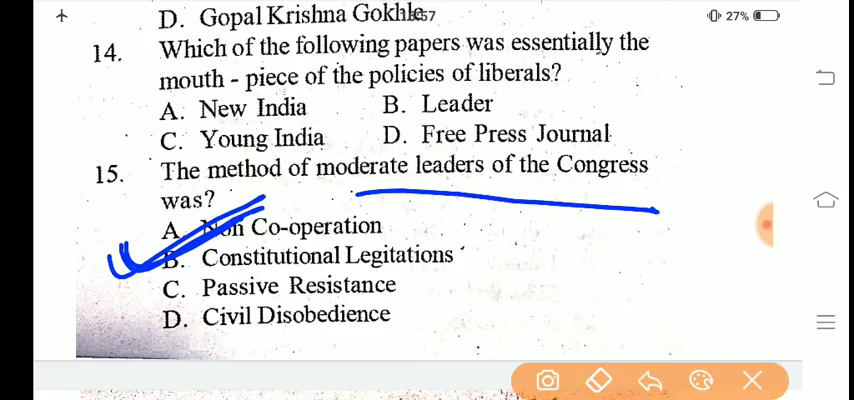 D. Gopal Krishna Gokhle
27%
14. Which of the following papers was essentially the
mouth - piece of the policies of liberals?
A. New India B. Leader
C. Young India D. Free Press Journal
15. The method of moderate leaders of the Congress
was?
A. Non Co-operation
B. Constitutional Legitations
C. Passive Resistance
D. Civil Disobedience